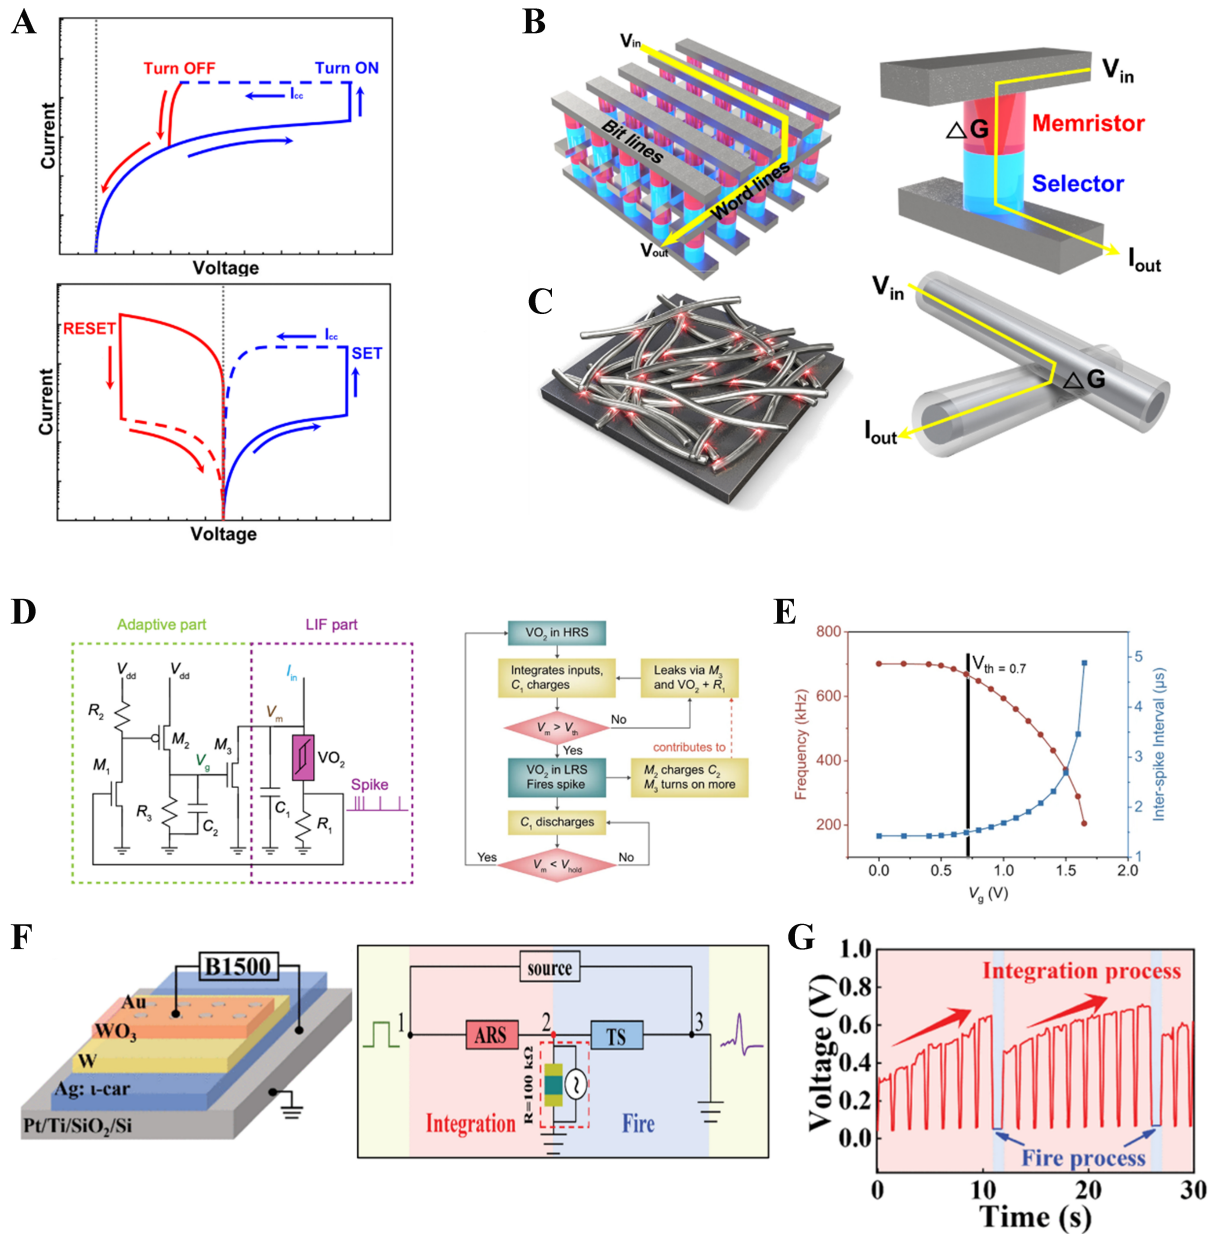 A
Turn OFF
Turn ON
Icc
Current
Voltage
RESET
Icc
SET
Current
Voltage
B
Vin
Bit lines
Word lines
Vout
Vin
△G
Memristor
Selector
Iout
C
Vin
△G
Iout
D
Adaptive part
LIF part
Vdd
Vdd
Iin
R2
Vm
M2
M3
VO2
M1
Vg
Spike
R3
C2
C1
R1
VO2 in HRS
Integrates inputs,
C1 charges
Leaks via M3
and VO2 + R1
Vm > Vth
No
Yes
contributes to
VO2 in LRS
Fires spike
M2 charges C2
M3 turns on more
C1 discharges
Yes
Vm < Vhold
No
E
800
600
400
200
Frequency (kHz)
Vth = 0.7
5
4
3
2
1
Inter-spike Interval (μs)
0.0
0.5
1.0
1.5
2.0
Vg (V)
F
B1500
Au
WO3
W
Ag: ι-car
Pt/Ti/SiO2/Si
source
1
ARS
2
TS
3
R=100 kΩ
Integration
Fire
G
1.0
0.8
0.6
0.4
0.2
0.0
Voltage (V)
Integration process
Fire process
0
10
20
30
Time (s)